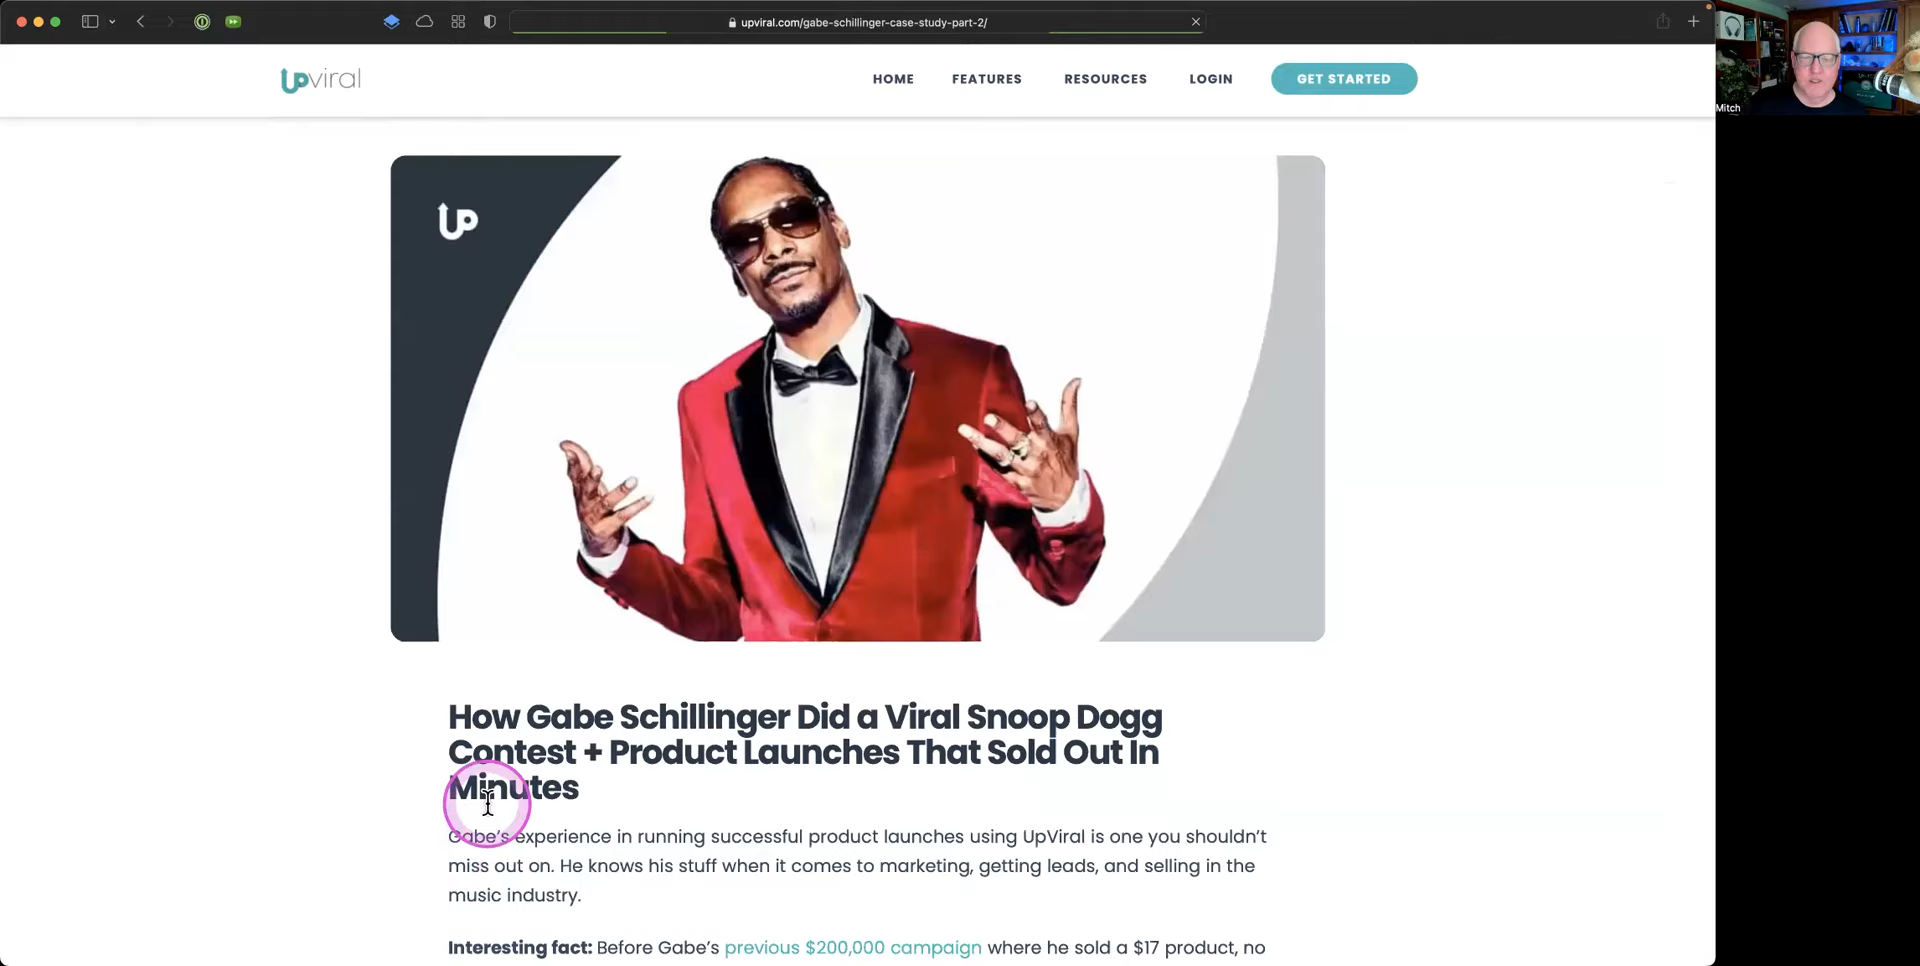 upviral.com/gabe-schillinger-case-study-part-2/
Mitch
upviral
HOME
FEATURES
RESOURCES
LOGIN
GET STARTED
UP
How Gabe Schillinger Did a Viral Snoop Dogg
Contest + Product Launches That Sold Out In
Minutes
Gabe's experience in running successful product launches using UpViral is one you shouldn't
miss out on. He knows his stuff when it comes to marketing, getting leads, and selling in the
music industry.
Interesting fact: Before Gabe's previous $200,000 campaign where he sold a $17 product, no